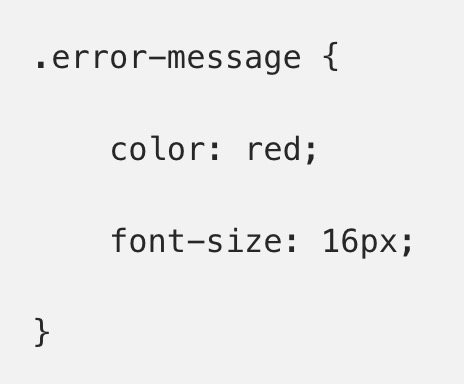 .error-message {
    color: red;
    font-size: 16px;
}